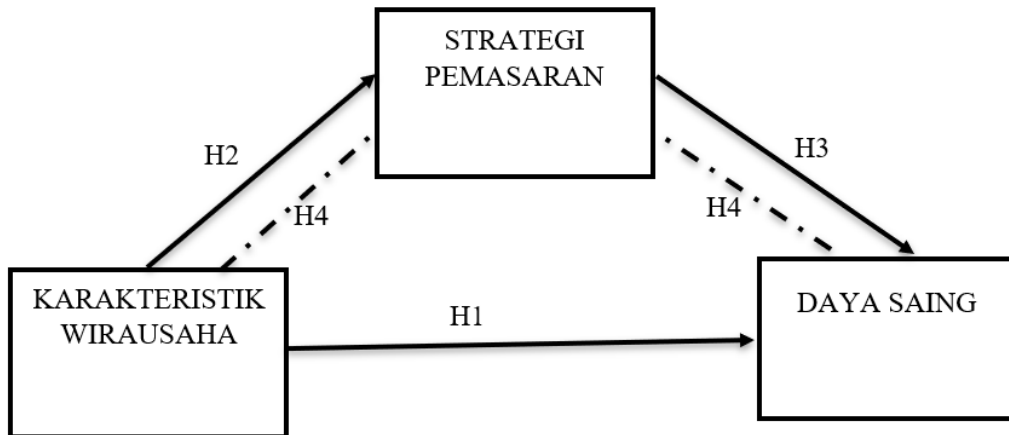 STRATEGI
PEMASARAN
H2
H3
H4
H4
KARAKTERISTIK
WIRAUSAHA
H1
DAYA SAING